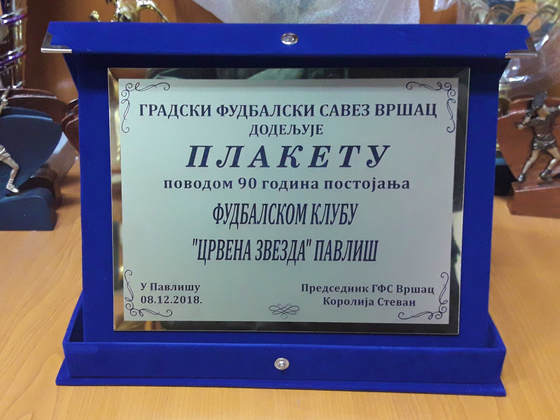 ГРАДСКИ ФУДБАЛСКИ САВЕЗ ВРШАЦ
ДОДЕЉУЈЕ
ПЛАКЕТУ
поводом 90 година постојања
ФУДБАЛСКОМ КЛУБУ
"ЦРВЕНА ЗВЕЗДА" ПАВЛИШ
У Павлишу
08.12.2018.
Председник ГФС Вршац
Королија Стеван